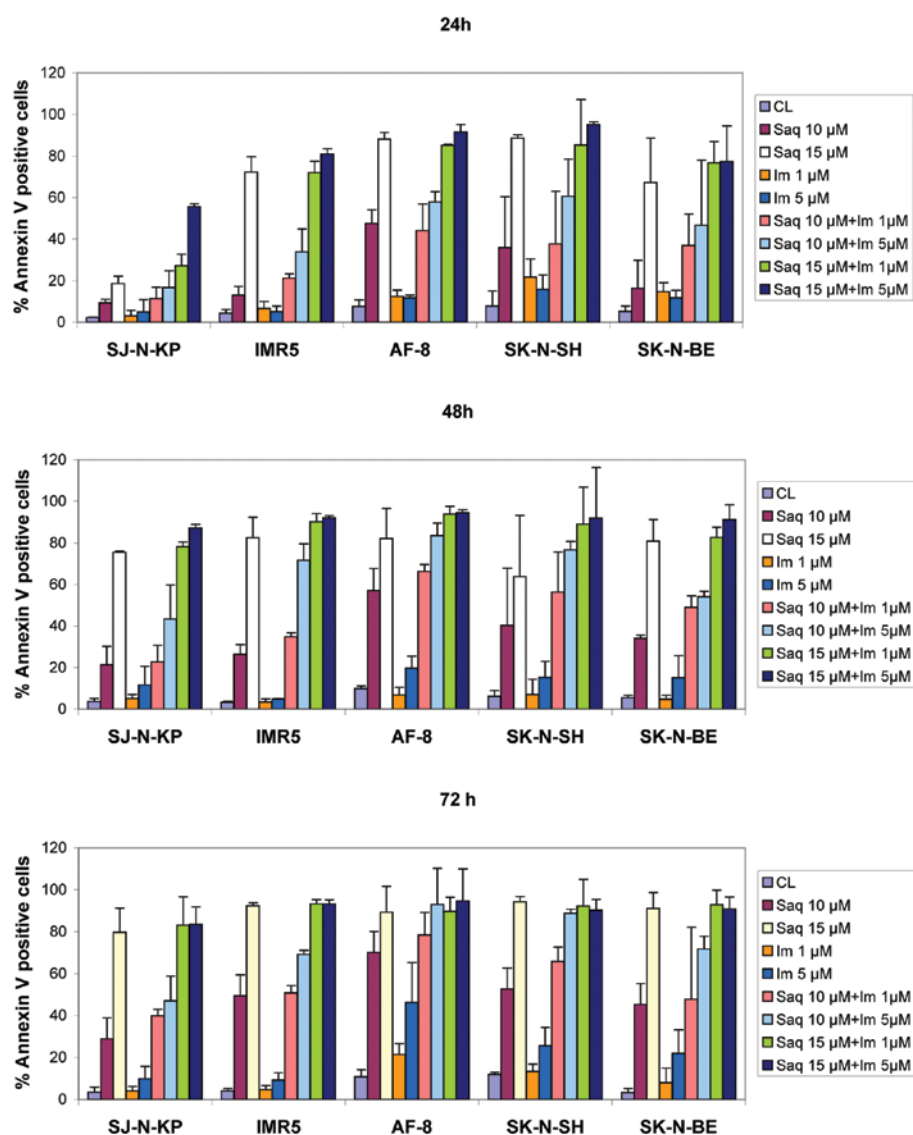 24h
% Annexin V positive cells
120
100
80
60
40
20
0
SJ-N-KP IMR5 AF-8 SK-N-SH SK-N-BE
CL
Saq 10 µM
Saq 15 µM
Im 1 µM
Im 5 µM
Saq 10 µM+Im 1µM
Saq 10 µM+Im 5µM
Saq 15 µM+Im 1µM
Saq 15 µM+Im 5µM
48h
% Annexin V positive cells
120
100
80
60
40
20
0
SJ-N-KP IMR5 AF-8 SK-N-SH SK-N-BE
CL
Saq 10 µM
Saq 15 µM
Im 1 µM
Im 5 µM
Saq 10 µM+Im 1µM
Saq 10 µM+Im 5µM
Saq 15 µM+Im 1µM
Saq 15 µM+Im 5µM
72 h
% Annexin V positive cells
120
100
80
60
40
20
0
SJ-N-KP IMR5 AF-8 SK-N-SH SK-N-BE
CL
Saq 10 µM
Saq 15 µM
Im 1 µM
Im 5 µM
Saq 10 µM+Im 1µM
Saq 10 µM+Im 5µM
Saq 15 µM+Im 1µM
Saq 15 µM+Im 5µM